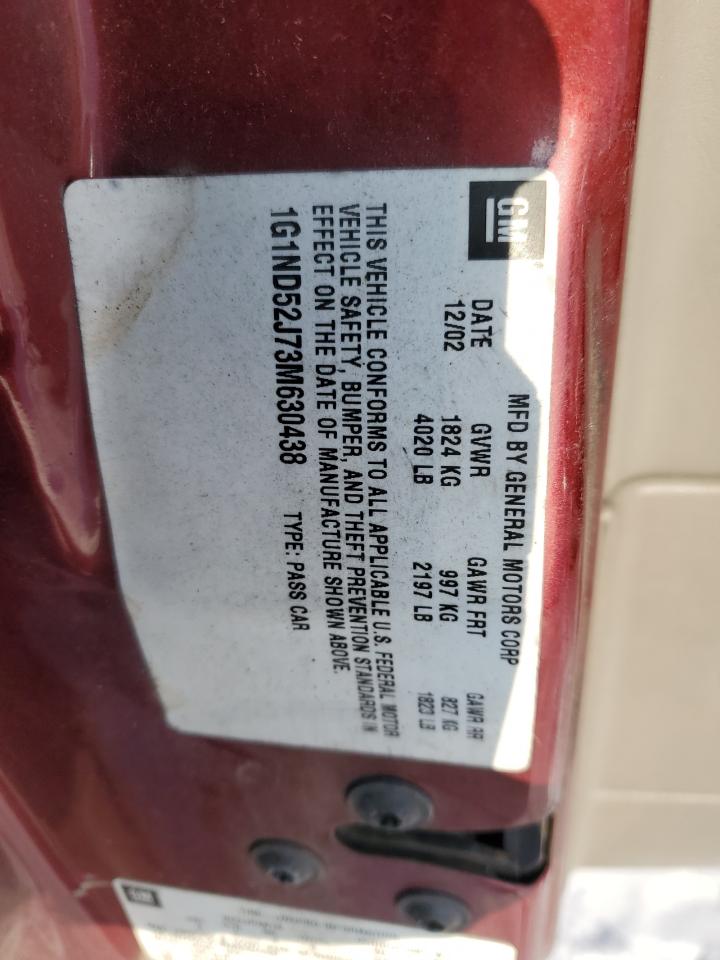 GM
MFD BY GENERAL MOTORS CORP
DATE GVWR GAWR FRT GAWR RR
12/02 1824 KG 997 KG 827 KG
4020 LB 2197 LB 1823 LB
THIS VEHICLE CONFORMS TO ALL APPLICABLE U.S. FEDERAL MOTOR
VEHICLE SAFETY, BUMPER, AND THEFT PREVENTION STANDARDS IN
EFFECT ON THE DATE OF MANUFACTURE SHOWN ABOVE.
1G1ND52J73M630438 TYPE: PASS CAR
GM